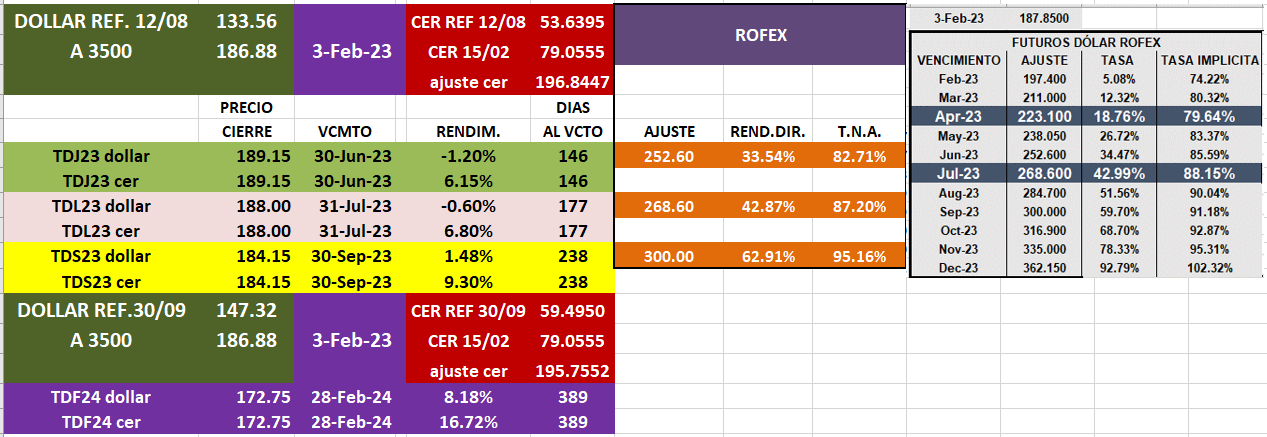 DOLLAR REF. 12/08 133.56 3-Feb-23 CER REF 12/08 53.6395 ROFEX
A 3500 186.88 CER 15/02 79.0555
ajuste cer 196.8447
PRECIO DIAS
CIERRE VCMTO RENDIM. AL VCTO AJUSTE REND.DIR. T.N.A.
TDJ23 dollar 189.15 30-Jun-23 -1.20% 146 252.60 33.54% 82.71%
TDJ23 cer 189.15 30-Jun-23 6.15% 146
TDL23 dollar 188.00 31-Jul-23 -0.60% 177 268.60 42.87% 87.20%
TDL23 cer 188.00 31-Jul-23 6.80% 177
TDS23 dollar 184.15 30-Sep-23 1.48% 238 300.00 62.91% 95.16%
TDS23 cer 184.15 30-Sep-23 9.30% 238
DOLLAR REF.30/09 147.32 3-Feb-23 CER REF 30/09 59.4950
A 3500 186.88 CER 15/02 79.0555
ajuste cer 195.7552
TDF24 dollar 172.75 28-Feb-24 8.18% 389
TDF24 cer 172.75 28-Feb-24 16.72% 389
3-Feb-23 187.8500
FUTUROS DÓLAR ROFEX
VENCIMIENTO AJUSTE TASA TASA IMPLICITA
Feb-23 197.400 5.08% 74.22%
Mar-23 211.000 12.32% 80.32%
Apr-23 223.100 18.76% 79.64%
May-23 238.050 26.72% 83.37%
Jun-23 252.600 34.47% 85.59%
Jul-23 268.600 42.99% 88.15%
Aug-23 284.700 51.56% 90.04%
Sep-23 300.000 59.70% 91.18%
Oct-23 316.900 68.70% 92.87%
Nov-23 335.000 78.33% 95.31%
Dec-23 362.150 92.79% 102.32%